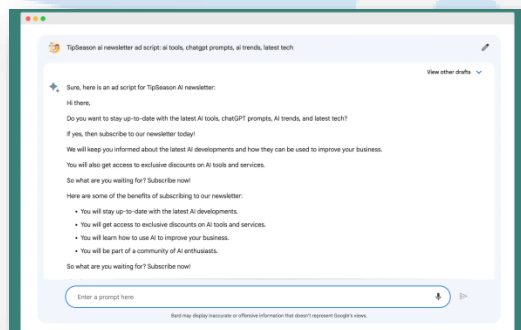 TipSeason ai newsletter ad script: ai tools, chatgpt prompts, ai trends, latest tech
View other drafts
Sure, here is an ad script for TipSeason AI newsletter:
Hi there,
Do you want to stay up-to-date with the latest AI tools, chatGPT prompts, AI trends, and latest tech?
If yes, then subscribe to our newsletter today!
We will keep you informed about the latest AI developments and how they can be used to improve your business.
You will also get access to exclusive discounts on AI tools and services.
So what are you waiting for? Subscribe now!
Here are some of the benefits of subscribing to our newsletter:
• You will stay up-to-date with the latest AI developments.
• You will get access to exclusive discounts on AI tools and services.
• You will learn how to use AI to improve your business.
• You will be part of a community of AI enthusiasts.
So what are you waiting for? Subscribe now!
Enter a prompt here
Bard may display inaccurate or offensive information that doesn't represent Google's views.